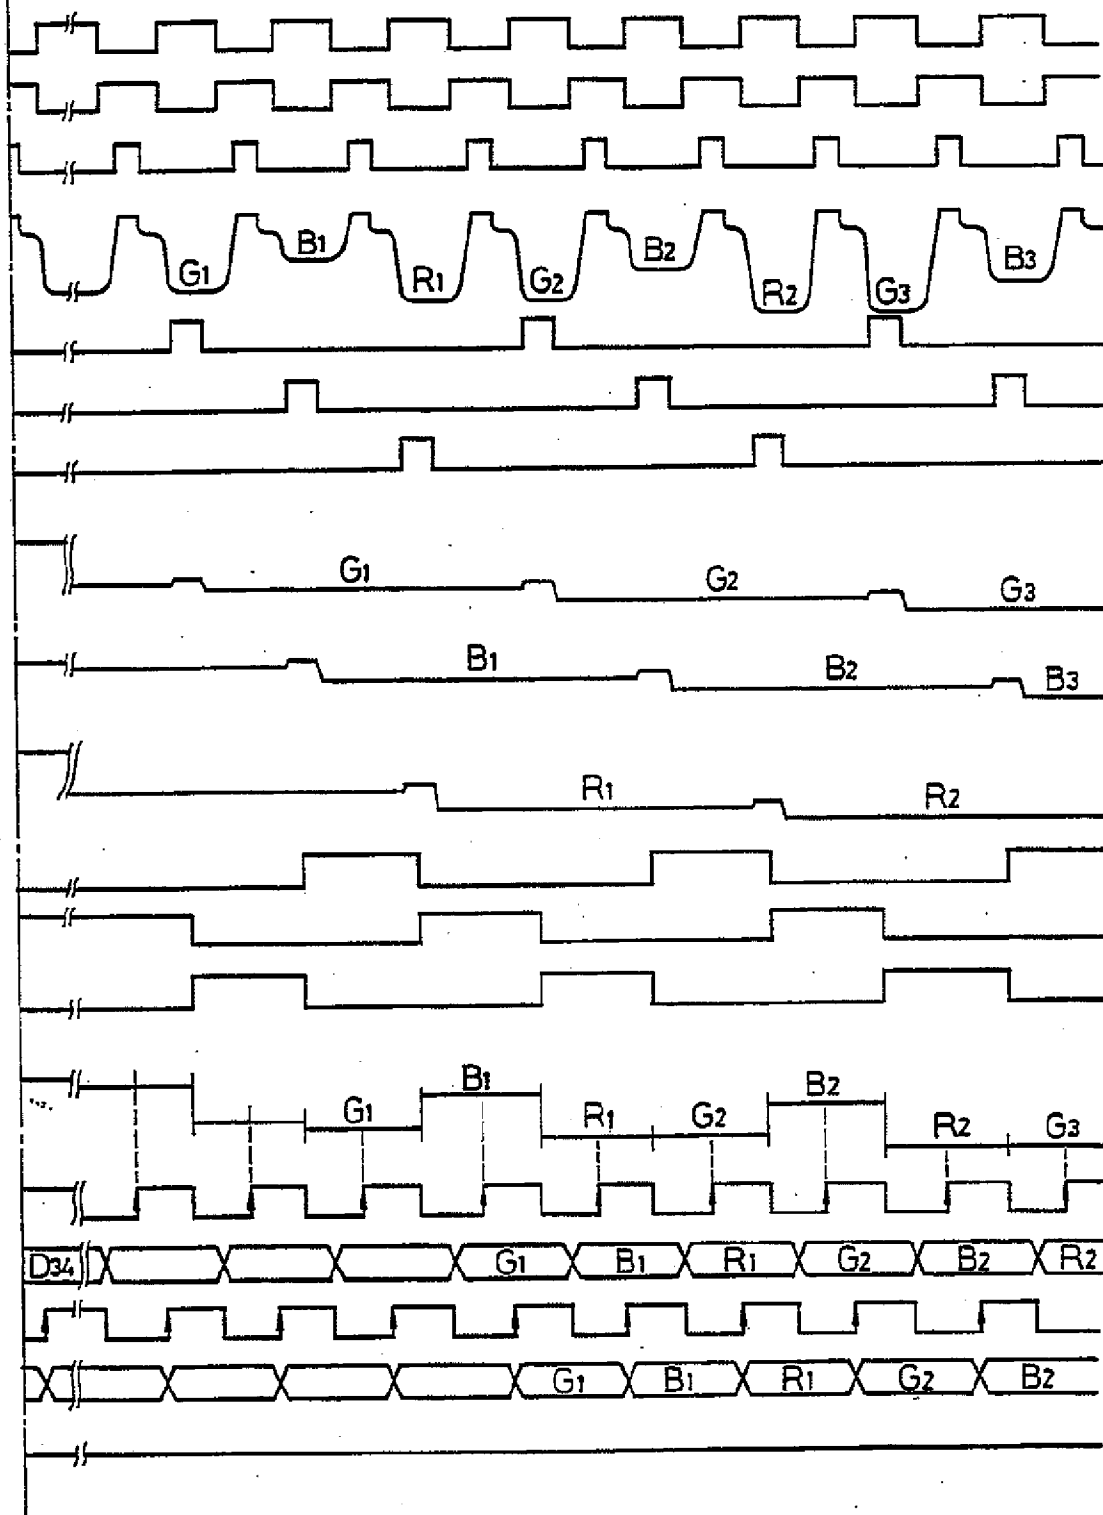 G1 B1 R1 G2 B2 R2 G3 B3
G1 G2 G3
B1 B2 B3
R1 R2
G1 B1 R1 G2 B2 R2 G3
D34 G1 B1 R1 G2 B2 R2
G1 B1 R1 G2 B2